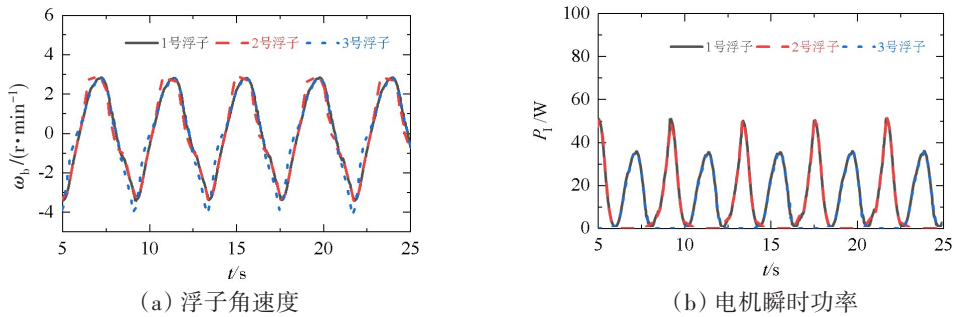 6
4
2
0
-2
-4
ω_b/(r·min⁻¹)
1号浮子 2号浮子 3号浮子
5 10 15 20 25
t/s
(a) 浮子角速度
100
80
60
40
20
0
P_I/W
1号浮子 2号浮子 3号浮子
5 10 15 20 25
t/s
(b) 电机瞬时功率